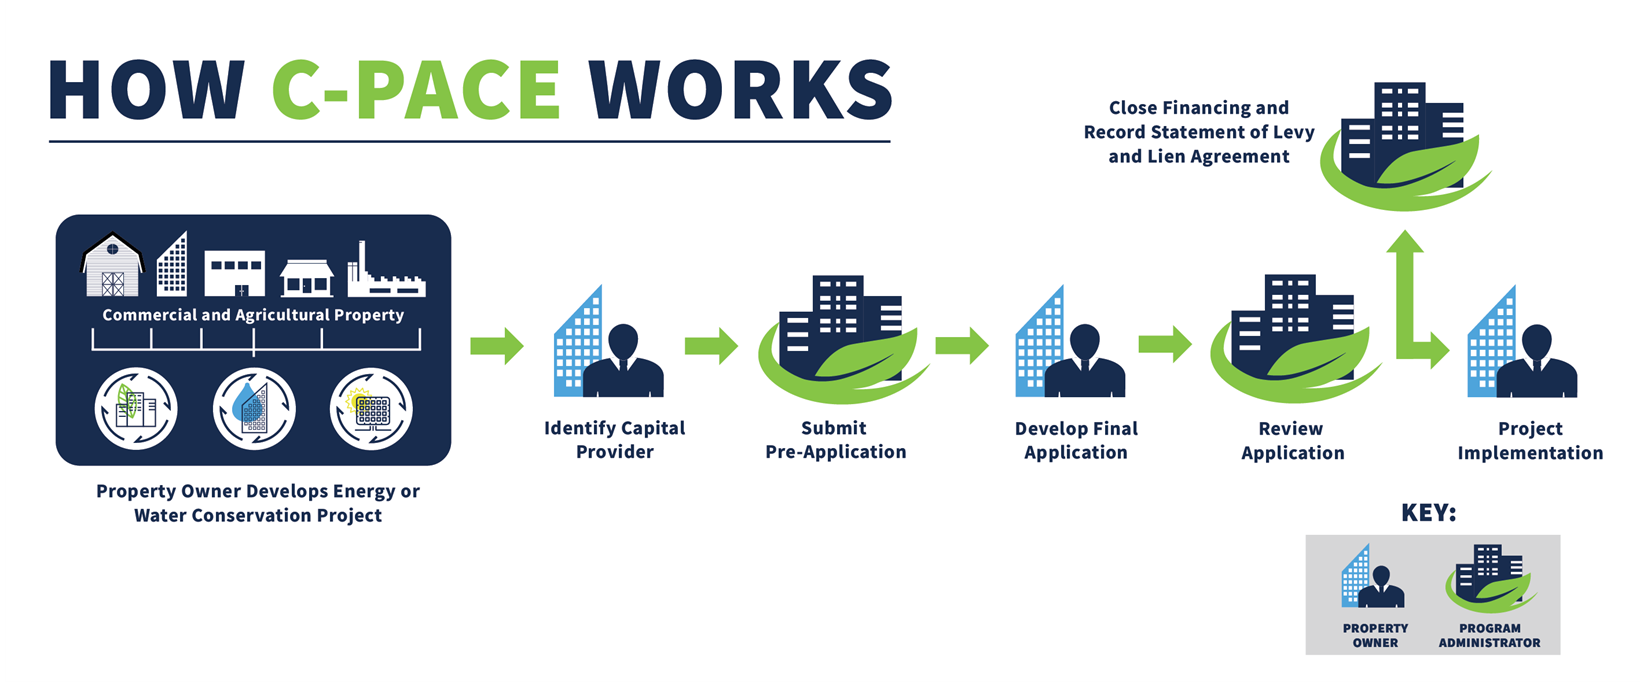 HOW C-PACE WORKS
Close Financing and
Record Statement of Levy
and Lien Agreement
Commercial and Agricultural Property
Property Owner Develops Energy or
Water Conservation Project
Identify Capital
Provider
Submit
Pre-Application
Develop Final
Application
Review
Application
Project
Implementation
KEY:
PROPERTY
OWNER
PROGRAM
ADMINISTRATOR